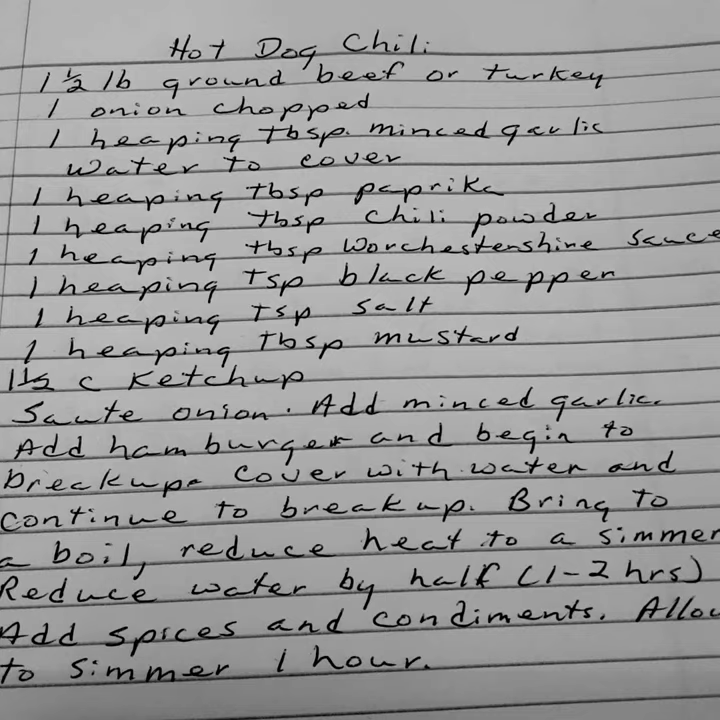 Hot Dog Chili
1 ½ lb ground beef or turkey
1 onion chopped
1 heaping tbsp. minced garlic
water to cover
1 heaping tbsp paprika
1 heaping tbsp chili powder
1 heaping tbsp Worchestershire sauce
1 heaping tsp black pepper
1 heaping tsp salt
1 heaping tbsp mustard
1½ c Ketchup
Saute onion. Add minced garlic.
Add hamburger and begin to
breakup. Cover with water and
continue to breakup. Bring to
a boil, reduce heat to a simmer
Reduce water by half (1-2 hrs)
Add spices and condiments. Allow
to simmer 1 hour.